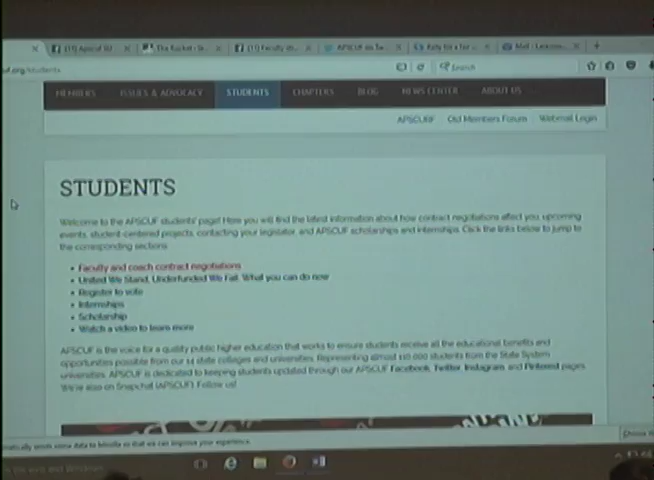 MEMBERS ISSUES & ADVOCACY STUDENTS CHAPTERS BLOG NEWS CENTER ABOUT US
APSCURF Old Members Forum Webmail Login
STUDENTS
Welcome to the APSCUF students' page! Here you will find the latest information about how contract negotiations affect you, upcoming
events, student-centered projects, contacting your legislator, and APSCUF scholarships and internships. Click the links below to jump to
the corresponding sections.
Faculty and coach contract negotiations
United We Stand, Underfunded We Fall: What you can do now
Register to vote
Internships
Scholarship
Watch a video to learn more
APSCUF is the voice for a quality public higher education that works to ensure students receive all the educational benefits and
opportunities possible from our 14 state colleges and universities. Representing almost 110,000 students from the State System
universities, APSCUF is dedicated to keeping students updated through our APSCUF Facebook, Twitter, Instagram and Pinterest pages.
We're also on Snapchat (APSCUF). Follow us!